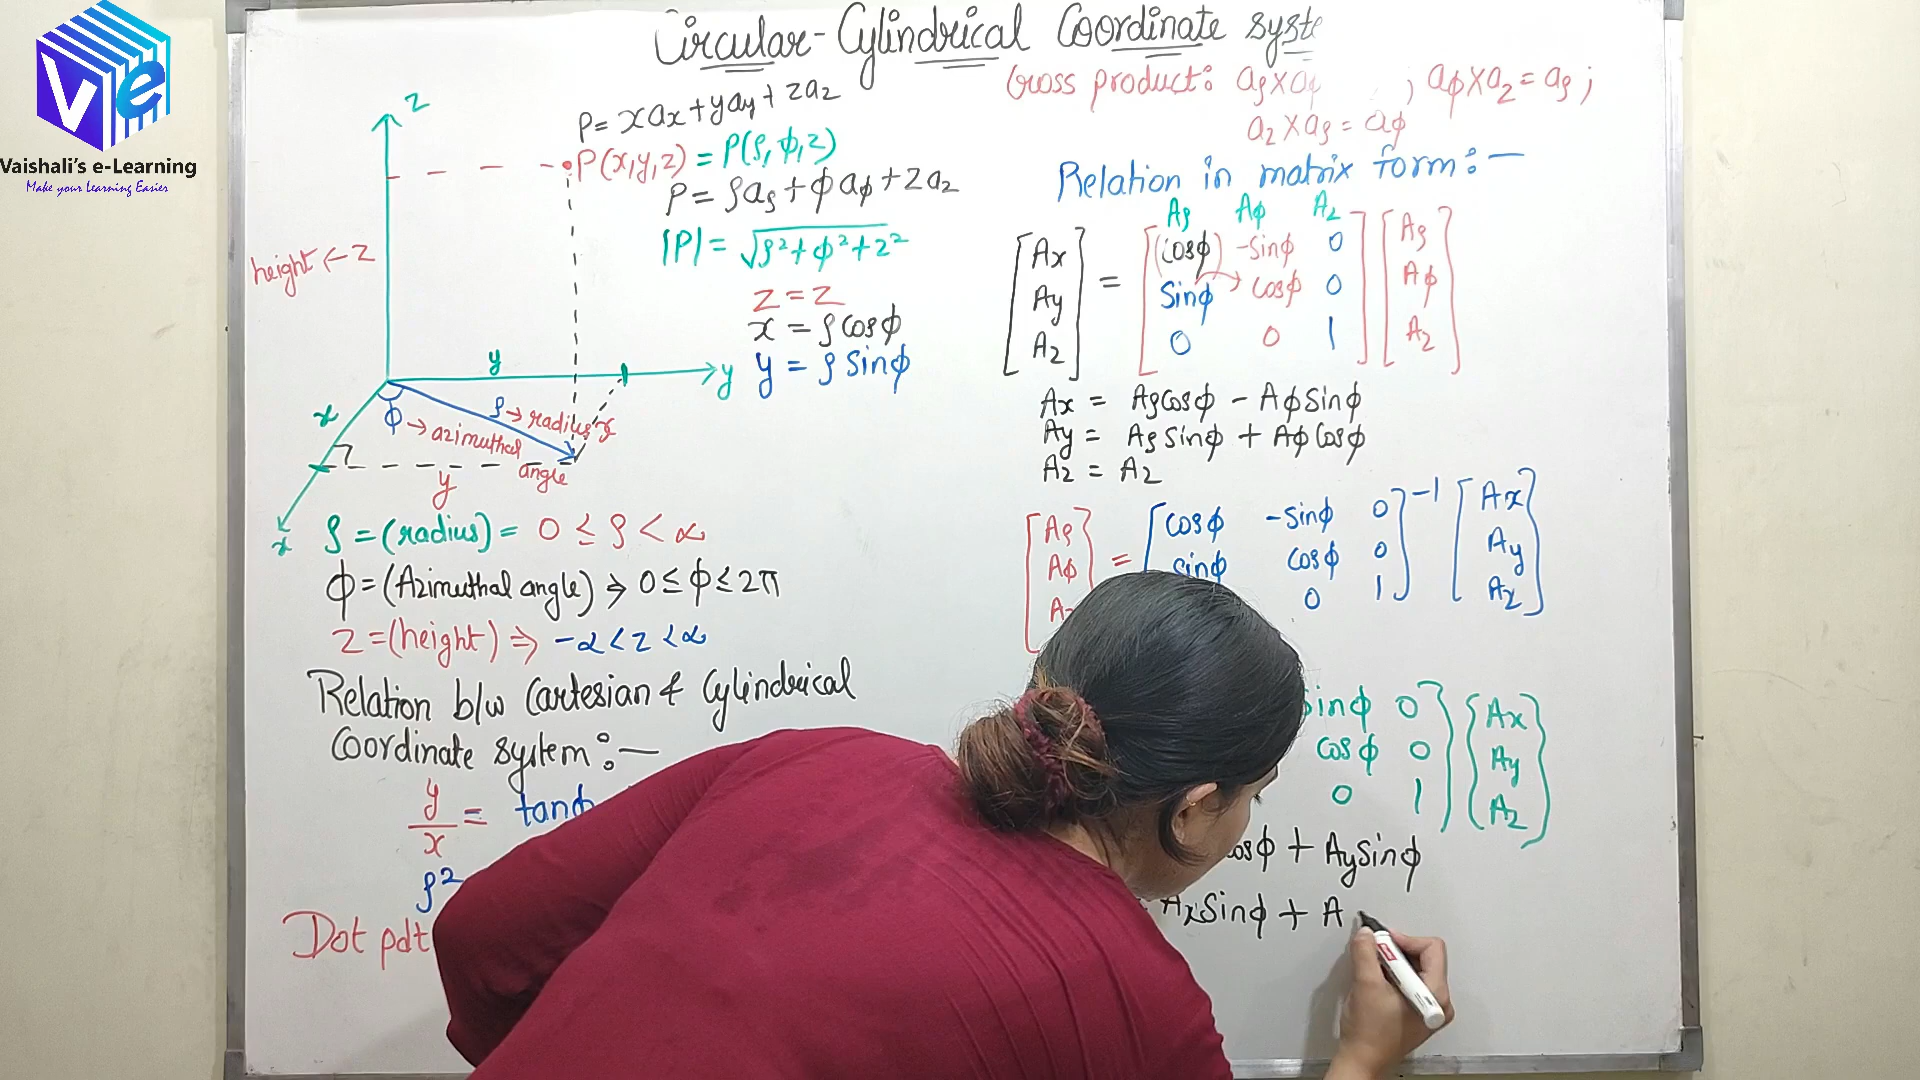 Ve
Vaishali's e-Learning
Make your Learning Easier
Circular-Cylindrical Coordinate syste
z
P = xax + yay + zaz
P(x,y,z) = P(ρ,ϕ,z)
P = ρaρ + ϕaϕ + zaz
|P| = √ρ²+ϕ²+z²
height ← z
z = z
x = ρ cosϕ
y = ρ sinϕ
y
y
x
ϕ → azimuthal angle
ρ → radius
x
y
x
ρ = (radius) = 0 ≤ ρ < ∝
ϕ = (Azimuthal angle) ⇒ 0 ≤ ϕ ≤ 2π
z = (height) ⇒ -∝ < z < ∝
Relation b/w Cartesian & Cylindrical
Coordinate system:—
y/x = tanϕ
ρ²
Dot pdt
Cross product: aρ × aϕ ; aϕ × az = aρ ;
az × aρ = aϕ
Relation in matrix form:—
Aρ Aϕ Az
[Ax] = [cosϕ -sinϕ 0] [Aρ]
[Ay] [sinϕ cosϕ 0] [Aϕ]
[Az] [0 0 1] [Az]
Ax = Aρcosϕ - Aϕsinϕ
Ay = Aρsinϕ + Aϕcosϕ
Az = Az
[Aρ] = [cosϕ -sinϕ 0]⁻¹ [Ax]
[Aϕ] [sinϕ cosϕ 0] [Ay]
0 1] [Az]
sinϕ 0] [Ax]
cosϕ 0] [Ay]
0 1] [Az]
cosϕ + Aysinϕ
Axsinϕ + A